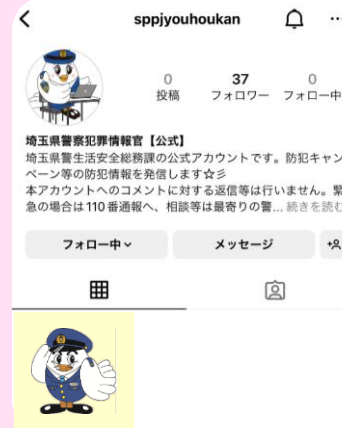 sppjyouhoukan
0 37 0
投稿 フォロワー フォロー中
埼玉県警察犯罪情報官【公式】
埼玉県警生活安全総務課の公式アカウントです。防犯キャン
ペーン等の防犯情報を発信します☆彡
本アカウントへのコメントに対する返信等は行いません。緊
急の場合は110番通報へ、相談等は最寄りの警... 続きを読む
フォロー中 メッセージ